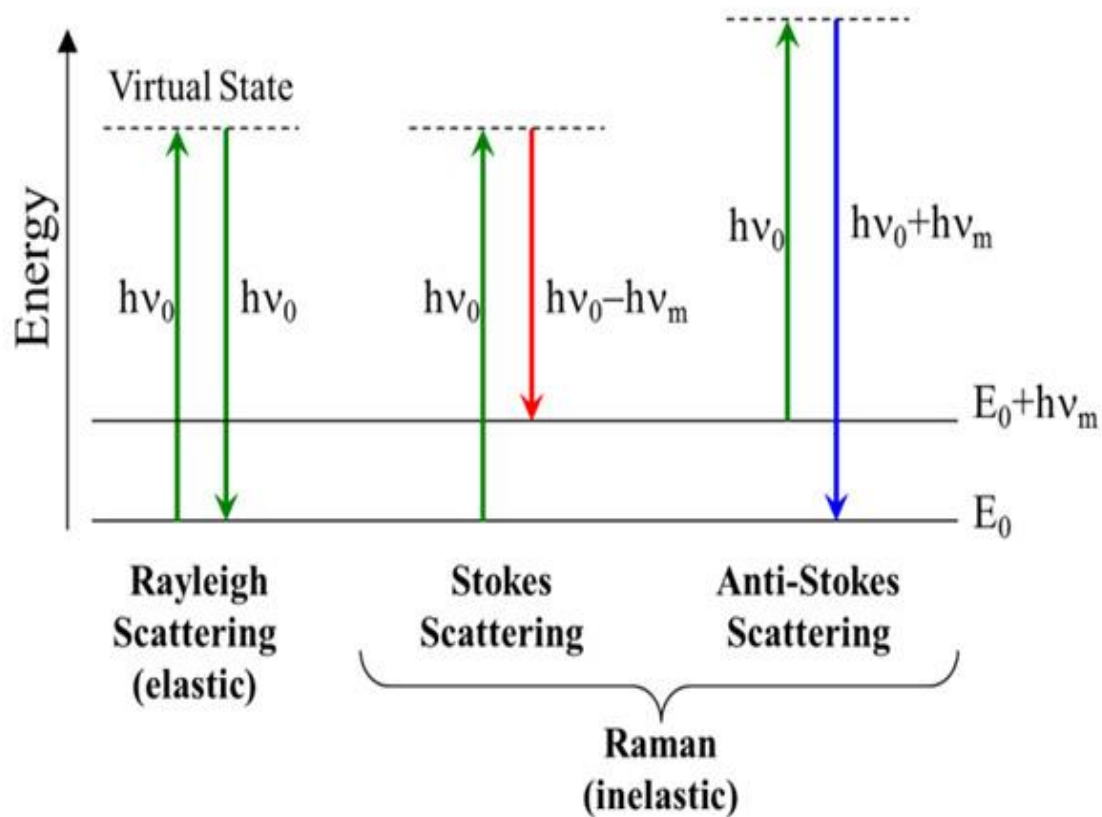 Energy
Virtual State
hν₀
hν₀
hν₀
hν₀–hνₘ
hν₀
hν₀+hνₘ
E₀+hνₘ
E₀
Rayleigh
Scattering
(elastic)
Stokes
Scattering
Anti-Stokes
Scattering
Raman
(inelastic)